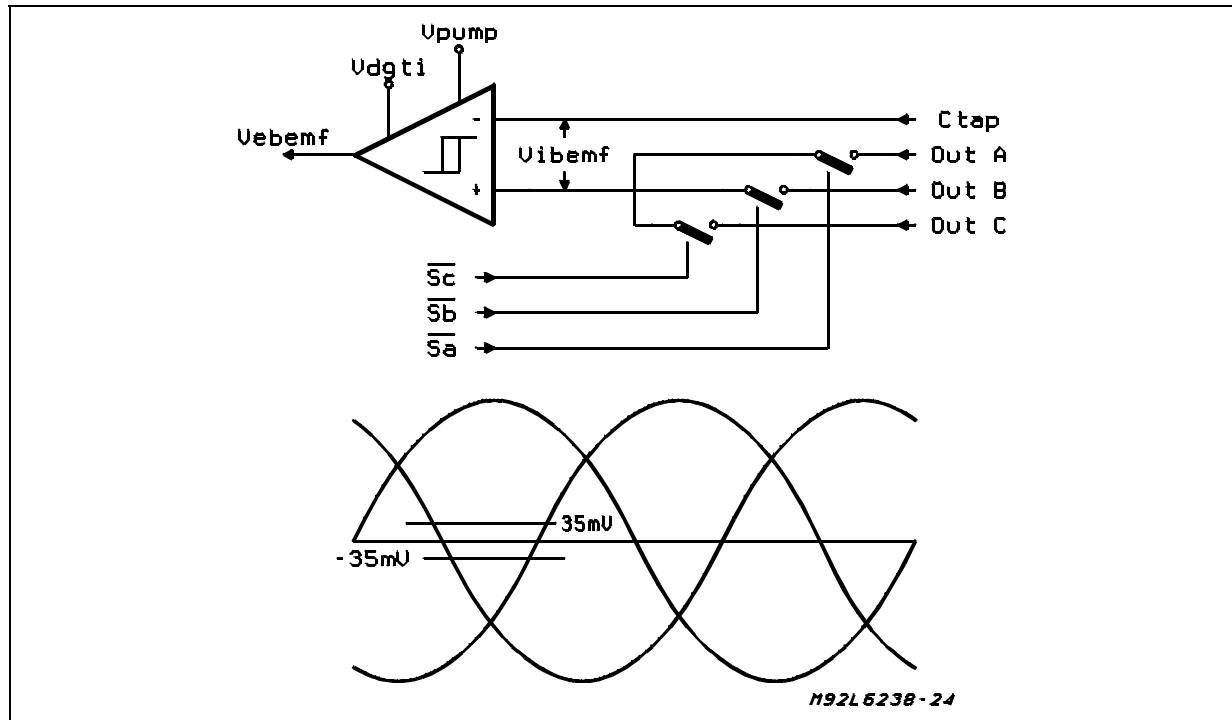 Vpump
Vdgti
Vebemf
-
+
Vibemf
Ctap
Out A
Out B
Out C
Sc
Sb
Sa
35mV
-35mV
M92L6238-24